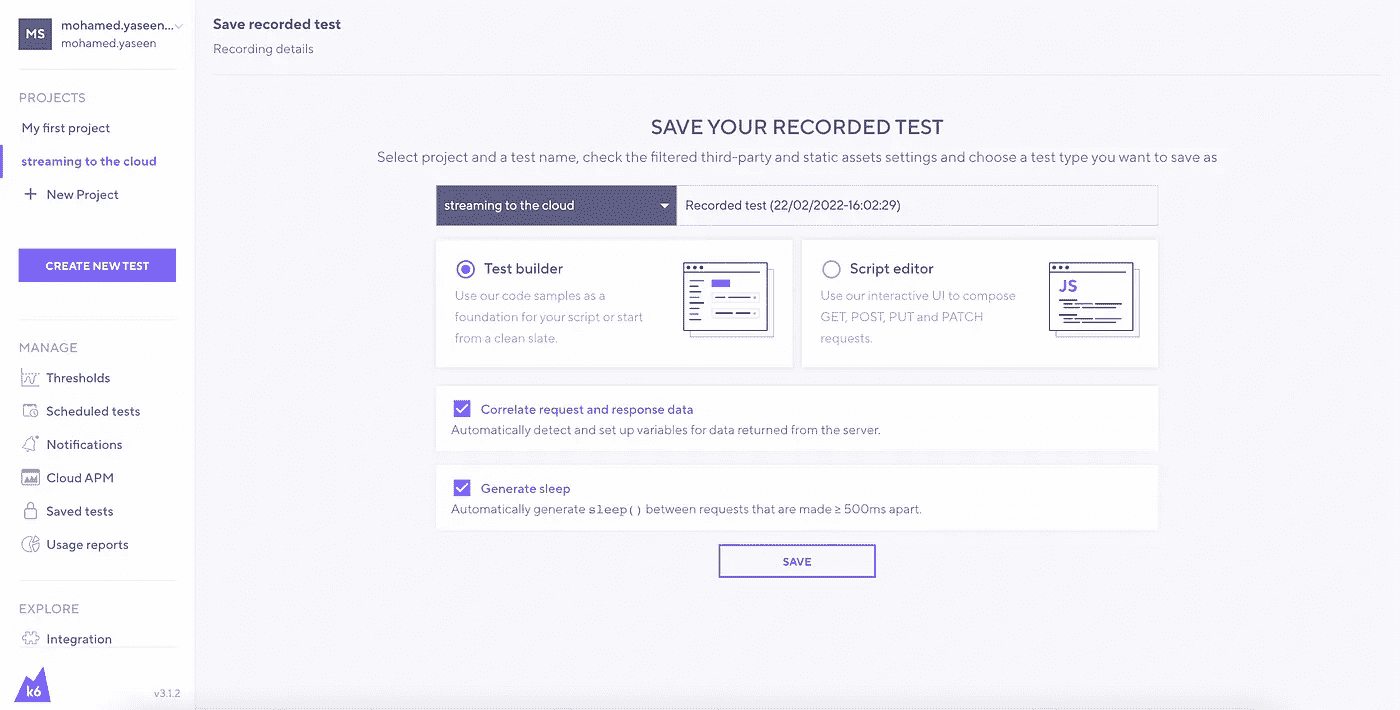 MS
mohamed.yaseen...
mohamed.yaseen
PROJECTS
My first project
streaming to the cloud
New Project
CREATE NEW TEST
MANAGE
Thresholds
Scheduled tests
Notifications
Cloud APM
Saved tests
Usage reports
EXPLORE
Integration
k6
v3.1.2
Save recorded test
Recording details
SAVE YOUR RECORDED TEST
Select project and a test name, check the filtered third-party and static assets settings and choose a test type you want to save as
streaming to the cloud
Recorded test (22/02/2022-16:02:29)
Test builder
Use our code samples as a
foundation for your script or start
from a clean slate.
Script editor
Use our interactive UI to compose
GET, POST, PUT and PATCH
requests.
JS
Correlate request and response data
Automatically detect and set up variables for data returned from the server.
Generate sleep
Automatically generate sleep() between requests that are made ≥ 500ms apart.
SAVE